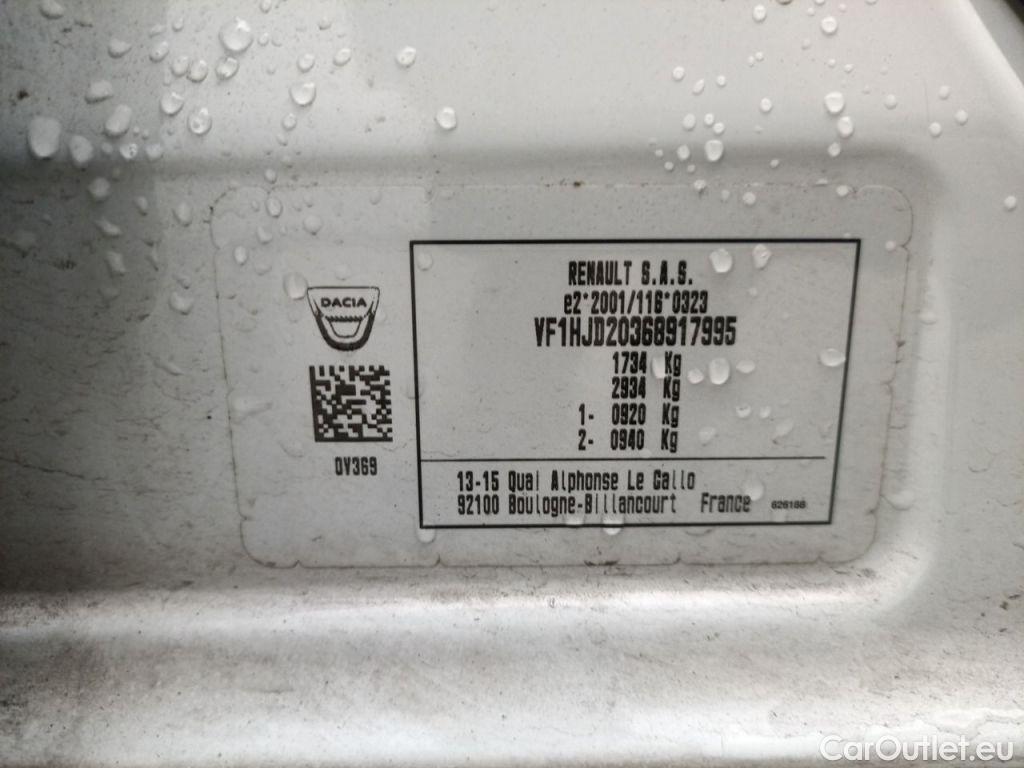 DACIA
OV369
RENAULT S.A.S.
e2*2001/116*0323
VF1HJD20368917995
1734 Kg
2934 Kg
1- 0920 Kg
2- 0940 Kg
13-15 Quai Alphonse Le Gallo
92100 Boulogne-Billancourt France
626188
CarOutlet.eu